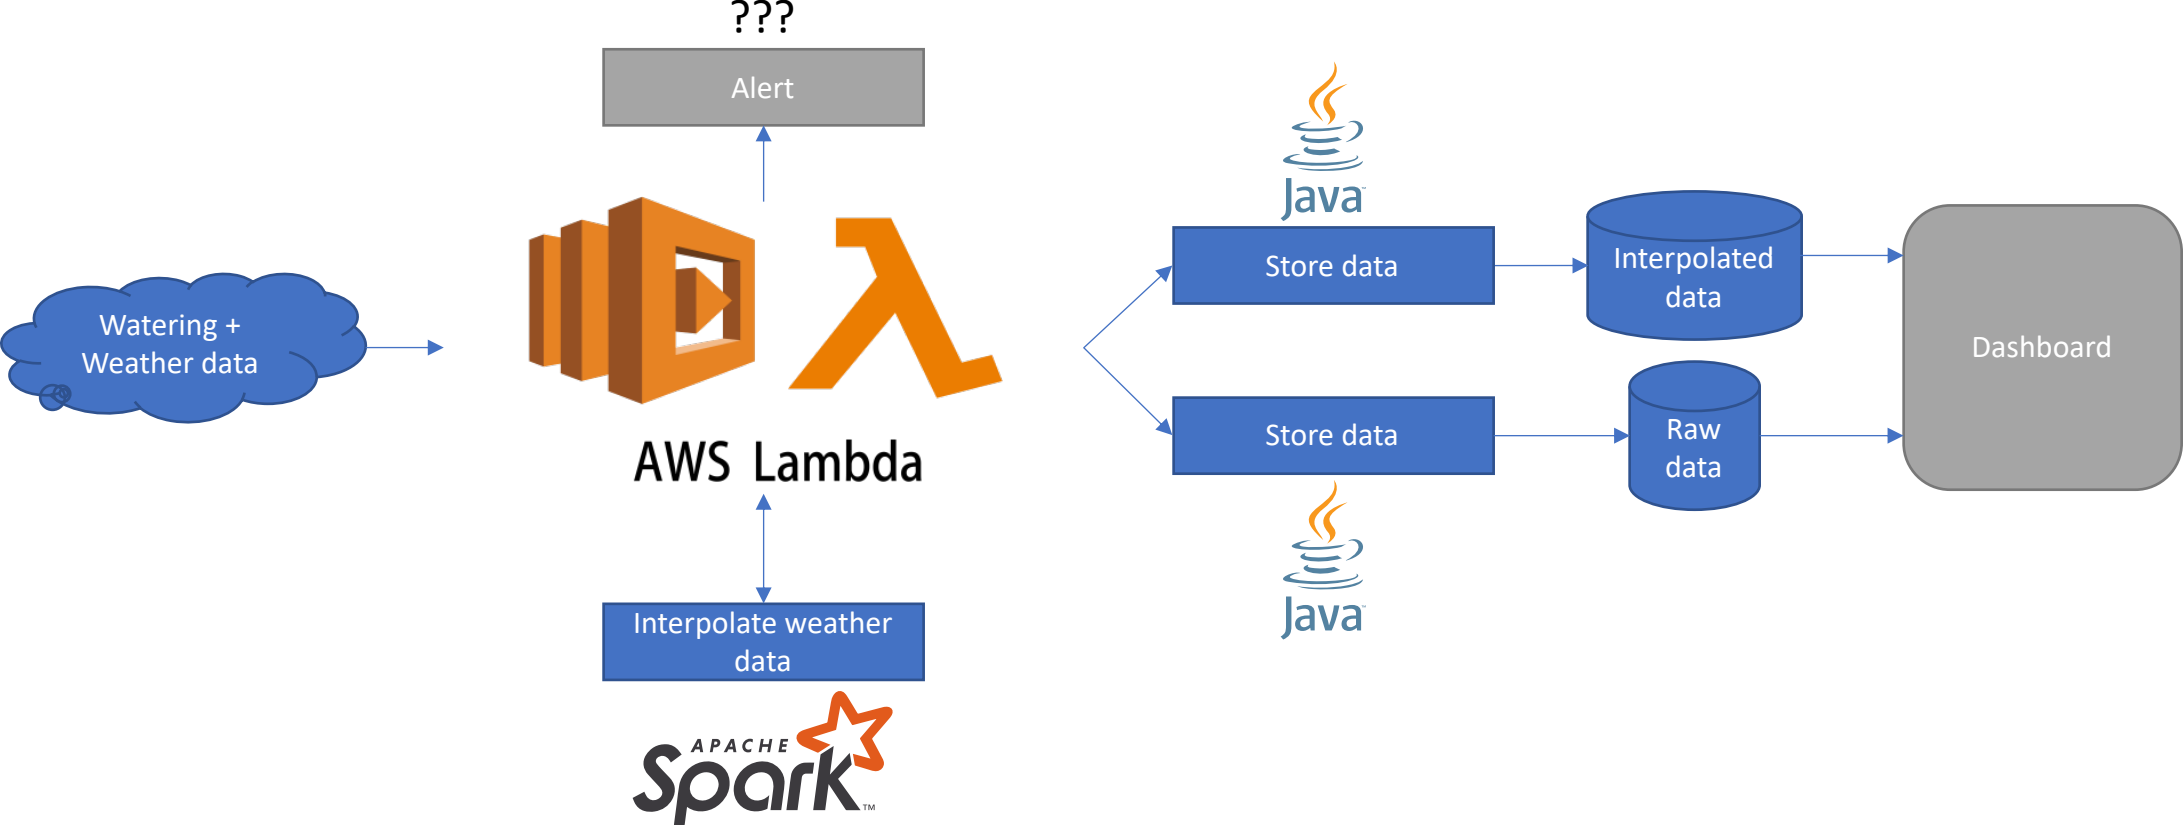 ???
Alert
Java
Store data
Interpolated
data
Watering +
Weather data
Dashboard
AWS Lambda
Store data
Raw
data
Java
Interpolate weather
data
APACHE
Spark™